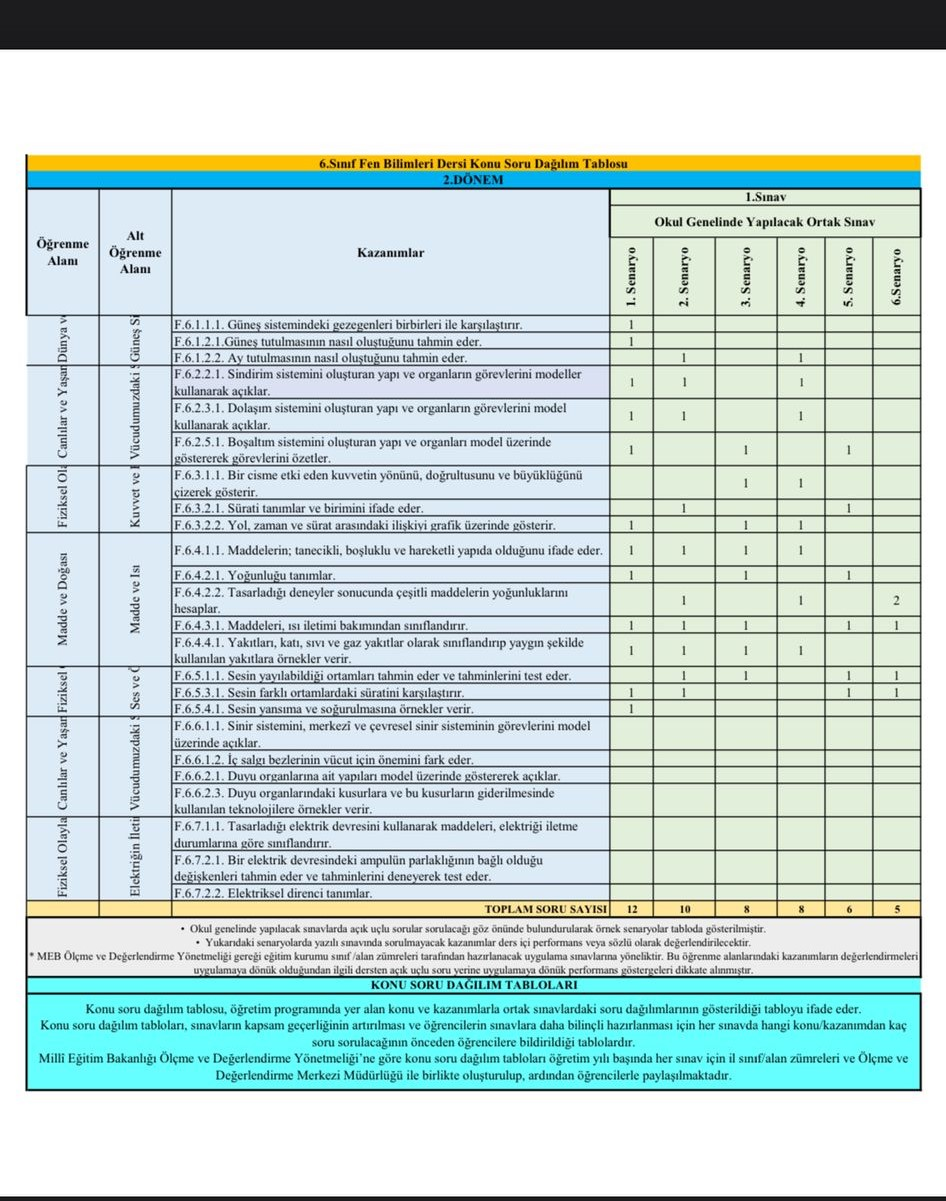 6.Sınıf Fen Bilimleri Dersi Konu Soru Dağılım Tablosu
2.DÖNEM
Öğrenme Alanı
Alt Öğrenme Alanı
Kazanımlar
1.Sınav
Okul Genelinde Yapılacak Ortak Sınav
1. Senaryo
2. Senaryo
3. Senaryo
4. Senaryo
5. Senaryo
6.Senaryo
Dünya v
Güneş Si
F.6.1.1.1. Güneş sistemindeki gezegenleri birbirleri ile karşılaştırır. 1
F.6.1.2.1.Güneş tutulmasının nasıl oluştuğunu tahmin eder. 1
F.6.1.2.2. Ay tutulmasının nasıl oluştuğunu tahmin eder. 1 1
Canlılar ve Yaşam
Vücudumuzdaki
F.6.2.2.1. Sindirim sistemini oluşturan yapı ve organların görevlerini modeller
kullanarak açıklar. 1 1 1
F.6.2.3.1. Dolaşım sistemini oluşturan yapı ve organların görevlerini model
kullanarak açıklar. 1 1 1
F.6.2.5.1. Boşaltım sistemini oluşturan yapı ve organları model üzerinde
göstererek görevlerini özetler. 1 1 1
Fiziksel Ola
Kuvvet ve
F.6.3.1.1. Bir cisme etki eden kuvvetin yönünü, doğrultusunu ve büyüklüğünü
çizerek gösterir. 1 1
F.6.3.2.1. Sürati tanımlar ve birimini ifade eder. 1 1
F.6.3.2.2. Yol, zaman ve sürat arasındaki ilişkiyi grafik üzerinde gösterir. 1 1 1
Madde ve Doğası
Madde ve Isı
F.6.4.1.1. Maddelerin; tanecikli, boşluklu ve hareketli yapıda olduğunu ifade eder. 1 1 1 1
F.6.4.2.1. Yoğunluğu tanımlar. 1 1 1
F.6.4.2.2. Tasarladığı deneyler sonucunda çeşitli maddelerin yoğunluklarını
hesaplar. 1 1 2
F.6.4.3.1. Maddeleri, ısı iletimi bakımından sınıflandırır. 1 1 1 1 1
F.6.4.4.1. Yakıtları, katı, sıvı ve gaz yakıtlar olarak sınıflandırıp yaygın şekilde
kullanılan yakıtlara örnekler verir. 1 1 1 1
Fiziksel
Ses ve Ö
F.6.5.1.1. Sesin yayılabildiği ortamları tahmin eder ve tahminlerini test eder. 1 1 1 1
F.6.5.3.1. Sesin farklı ortamlardaki süratini karşılaştırır. 1 1 1 1
F.6.5.4.1. Sesin yansıma ve soğurulmasına örnekler verir. 1
Canlılar ve Yaşam
Vücudumuzdaki
F.6.6.1.1. Sinir sistemini, merkezî ve çevresel sinir sisteminin görevlerini model
üzerinde açıklar.
F.6.6.1.2. İç salgı bezlerinin vücut için önemini fark eder.
F.6.6.2.1. Duyu organlarına ait yapıları model üzerinde göstererek açıklar.
F.6.6.2.3. Duyu organlarındaki kusurlara ve bu kusurların giderilmesinde
kullanılan teknolojilere örnekler verir.
Fiziksel Olayla
Elektriğin İleti
F.6.7.1.1. Tasarladığı elektrik devresini kullanarak maddeleri, elektriği iletme
durumlarına göre sınıflandırır.
F.6.7.2.1. Bir elektrik devresindeki ampulün parlaklığının bağlı olduğu
değişkenleri tahmin eder ve tahminlerini deneyerek test eder.
F.6.7.2.2. Elektriksel direnci tanımlar.
TOPLAM SORU SAYISI 12 10 8 8 6 5
• Okul genelinde yapılacak sınavlarda açık uçlu sorular sorulacağı göz önünde bulundurularak örnek senaryolar tabloda gösterilmiştir.
• Yukarıdaki senaryolarda yazılı sınavında sorulmayacak kazanımlar ders içi performans veya sözlü olarak değerlendirilecektir.
* MEB Ölçme ve Değerlendirme Yönetmeliği gereği eğitim kurumu sınıf /alan zümreleri tarafından hazırlanacak uygulama sınavlarına yöneliktir. Bu öğrenme alanlarındaki kazanımların değerlendirmeleri
uygulamaya dönük olduğundan ilgili dersten açık uçlu soru yerine uygulamaya dönük performans göstergeleri dikkate alınmıştır.
KONU SORU DAĞILIM TABLOLARI
Konu soru dağılım tablosu, öğretim programında yer alan konu ve kazanımlarla ortak sınavlardaki soru dağılımlarının gösterildiği tabloyu ifade eder.
Konu soru dağılım tabloları, sınavların kapsam geçerliğinin artırılması ve öğrencilerin sınavlara daha bilinçli hazırlanması için her sınavda hangi konu/kazanımdan kaç
soru sorulacağının önceden öğrencilere bildirildiği tablolardır.
Millî Eğitim Bakanlığı Ölçme ve Değerlendirme Yönetmeliği’ne göre konu soru dağılım tabloları öğretim yılı başında her sınav için il sınıf/alan zümreleri ve Ölçme ve
Değerlendirme Merkezi Müdürlüğü ile birlikte oluşturulup, ardından öğrencilerle paylaşılmaktadır.